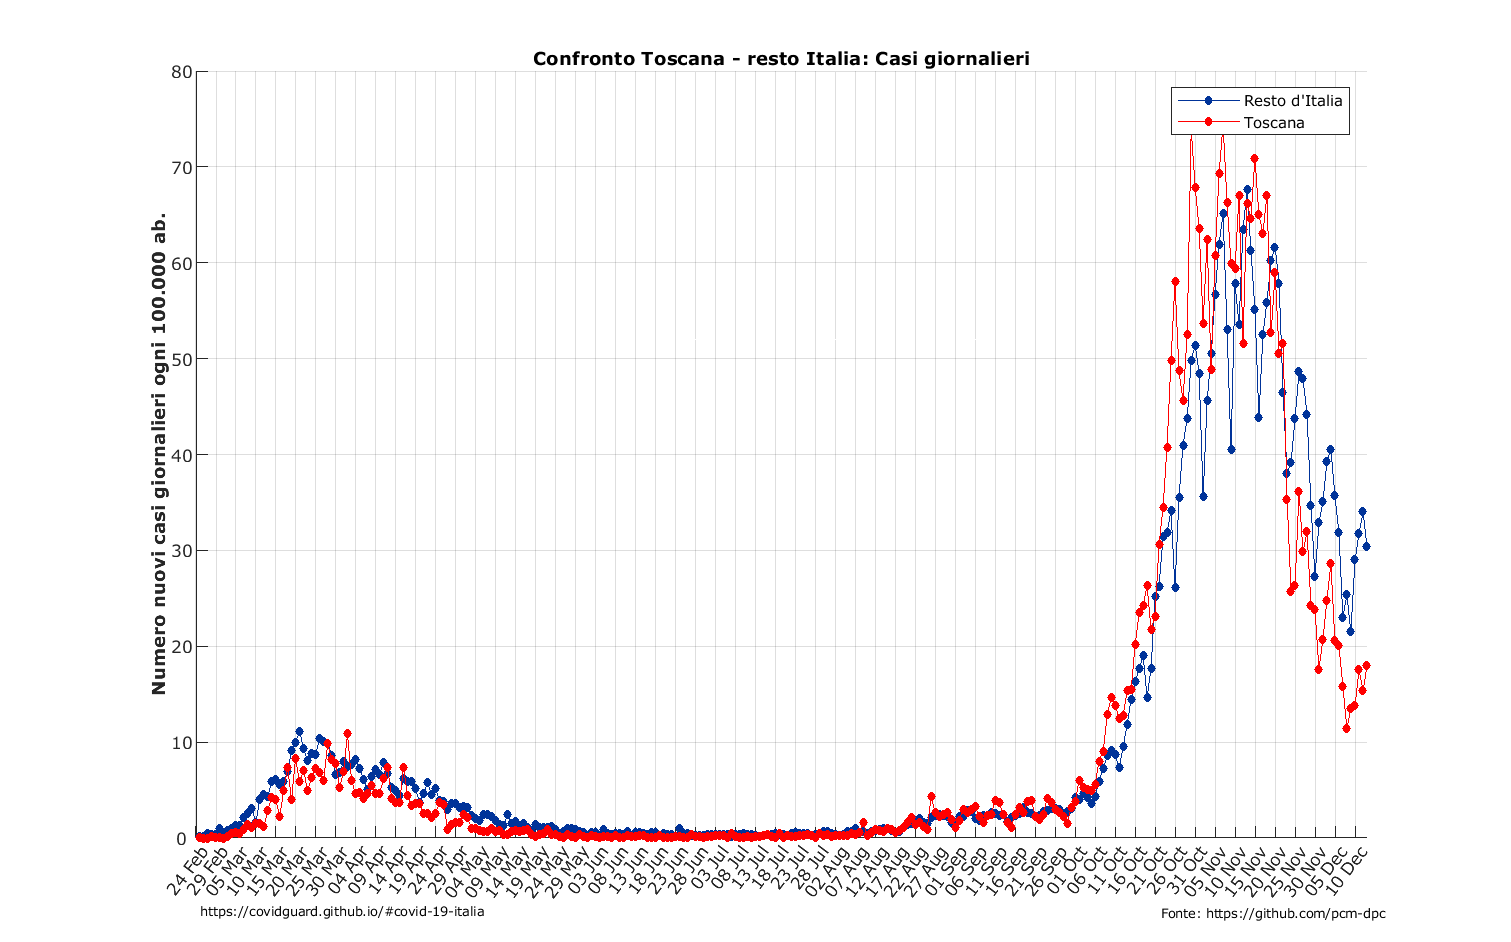 Confronto Toscana - resto Italia: Casi giornalieri
Numero nuovi casi giornalieri ogni 100.000 ab.
80
70
60
50
40
30
20
10
0
Resto d'Italia
Toscana
24 Feb
29 Feb
05 Mar
10 Mar
15 Mar
20 Mar
25 Mar
30 Mar
04 Apr
09 Apr
14 Apr
19 Apr
24 Apr
29 Apr
04 May
09 May
14 May
19 May
24 May
29 May
03 Jun
08 Jun
13 Jun
18 Jun
23 Jun
28 Jun
03 Jul
08 Jul
13 Jul
18 Jul
23 Jul
28 Jul
02 Aug
07 Aug
12 Aug
17 Aug
22 Aug
27 Aug
01 Sep
06 Sep
11 Sep
16 Sep
21 Sep
26 Sep
01 Oct
06 Oct
11 Oct
16 Oct
21 Oct
26 Oct
31 Oct
05 Nov
10 Nov
15 Nov
20 Nov
25 Nov
30 Nov
05 Dec
10 Dec
https://covidguard.github.io/#covid-19-italia
Fonte: https://github.com/pcm-dpc